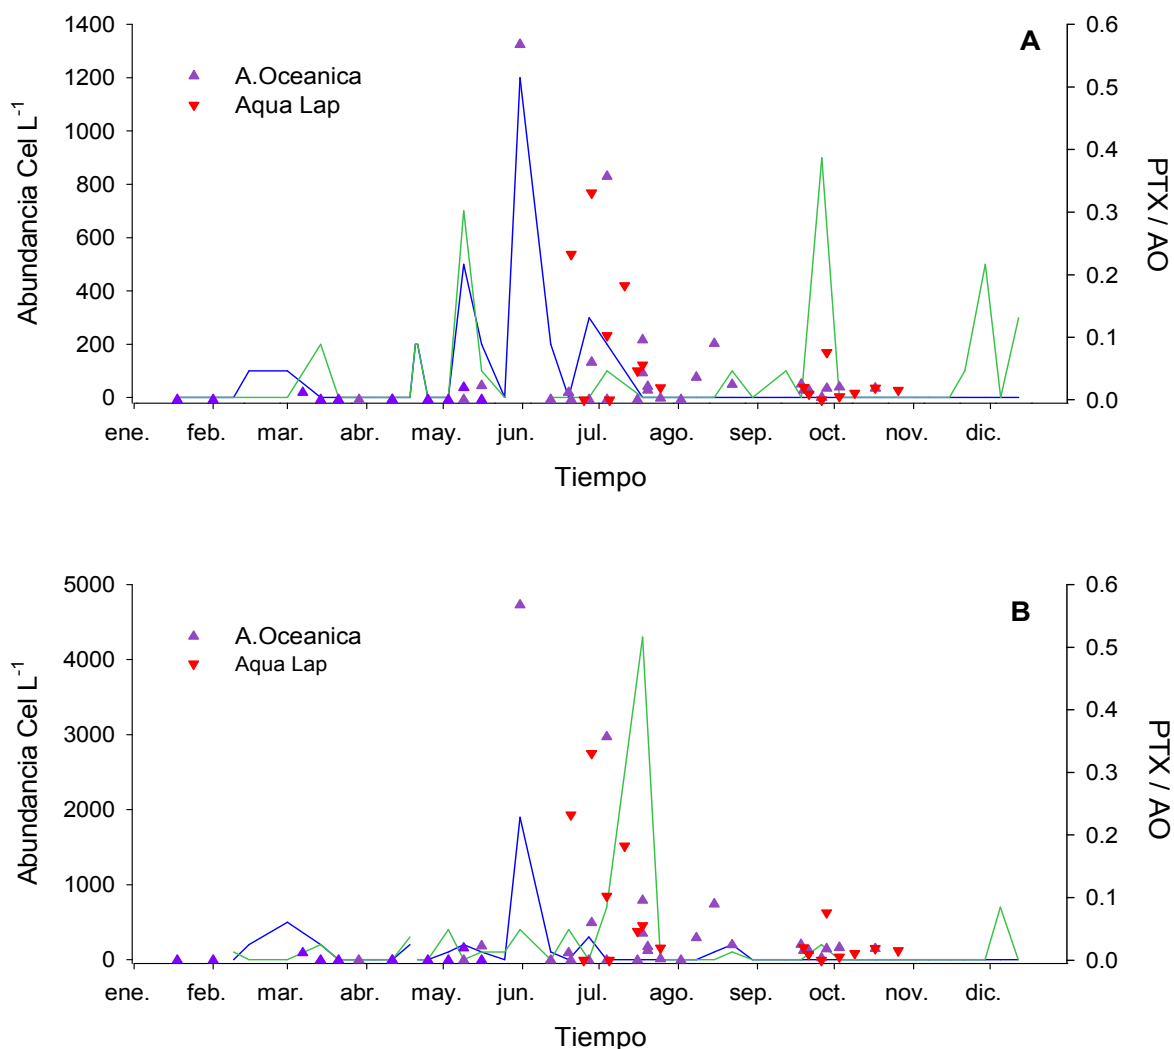 A
A.Oceanica
Aqua Lap
Abundancia Cel L⁻¹
1400
1200
1000
800
600
400
200
0
0.6
0.5
0.4
0.3
0.2
0.1
0.0
PTX / AO
ene. feb. mar. abr. may. jun. jul. ago. sep. oct. nov. dic.
Tiempo
B
A.Oceanica
Aqua Lap
Abundancia Cel L⁻¹
5000
4000
3000
2000
1000
0
0.6
0.5
0.4
0.3
0.2
0.1
0.0
PTX / AO
ene. feb. mar. abr. may. jun. jul. ago. sep. oct. nov. dic.
Tiempo